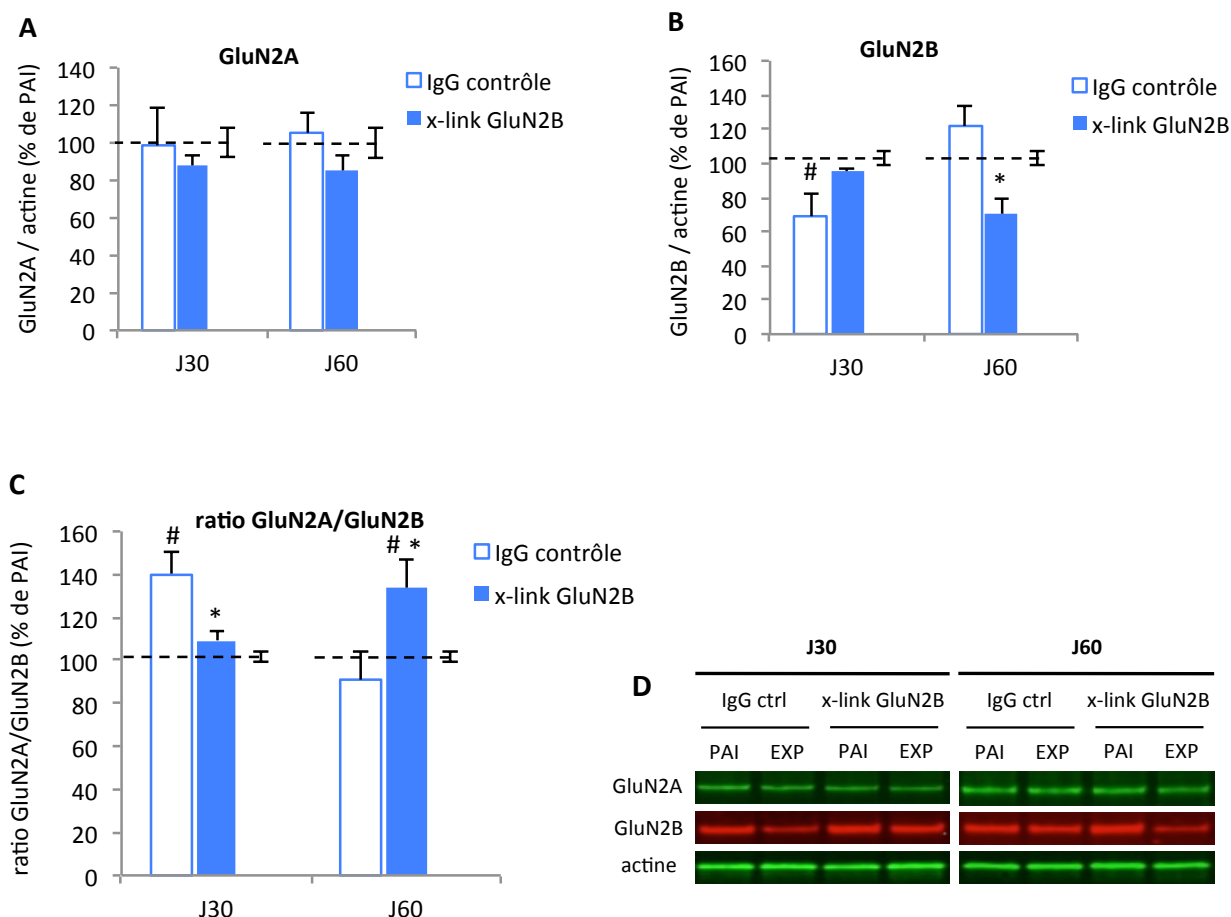 A
GluN2A
GluN2A / actine (% de PAI)
140
120
100
80
60
40
20
0
J30
J60
IgG contrôle
x-link GluN2B
B
GluN2B
GluN2B / actine (% de PAI)
160
140
120
100
80
60
40
20
0
#
*
J30
J60
IgG contrôle
x-link GluN2B
C
ratio GluN2A/GluN2B
ratio GluN2A/GluN2B (% de PAI)
160
140
120
100
80
60
40
20
0
#
*
# *
J30
J60
IgG contrôle
x-link GluN2B
D
J30 J60
IgG ctrl x-link GluN2B IgG ctrl x-link GluN2B
PAI EXP PAI EXP PAI EXP PAI EXP
GluN2A
GluN2B
actine